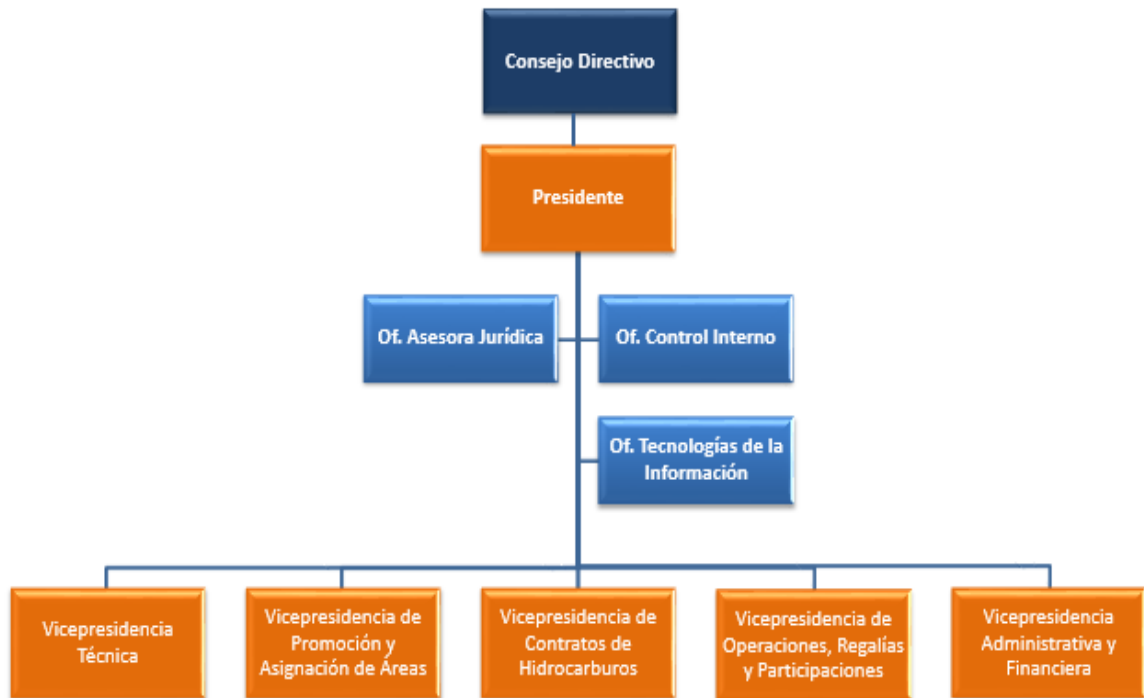 Consejo Directivo
Presidente
Of. Asesora Jurídica
Of. Control Interno
Of. Tecnologías de la
Información
Vicepresidencia
Técnica
Vicepresidencia de
Promoción y
Asignación de Áreas
Vicepresidencia de
Contratos de
Hidrocarburos
Vicepresidencia de
Operaciones, Regalías
y Participaciones
Vicepresidencia
Administrativa y
Financiera